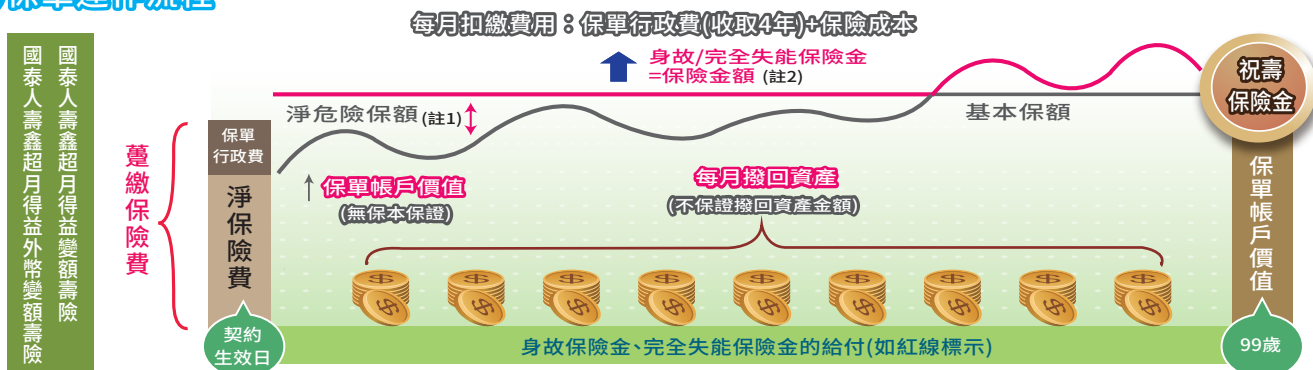 保單運作流程
每月扣繳費用：保單行政費(收取4年)+保險成本
國泰人壽鑫超月得益變額壽險
國泰人壽鑫超月得益外幣變額壽險
躉繳保險費
保單
行政費
淨保險費
契約
生效日
淨危險保額(註1)
身故/完全失能保險金
=保險金額 (註2)
基本保額
保單帳戶價值
(無保本保證)
每月撥回資產
(不保證撥回資產金額)
身故保險金、完全失能保險金的給付(如紅線標示)
祝壽
保險金
保單帳戶價值
99歲